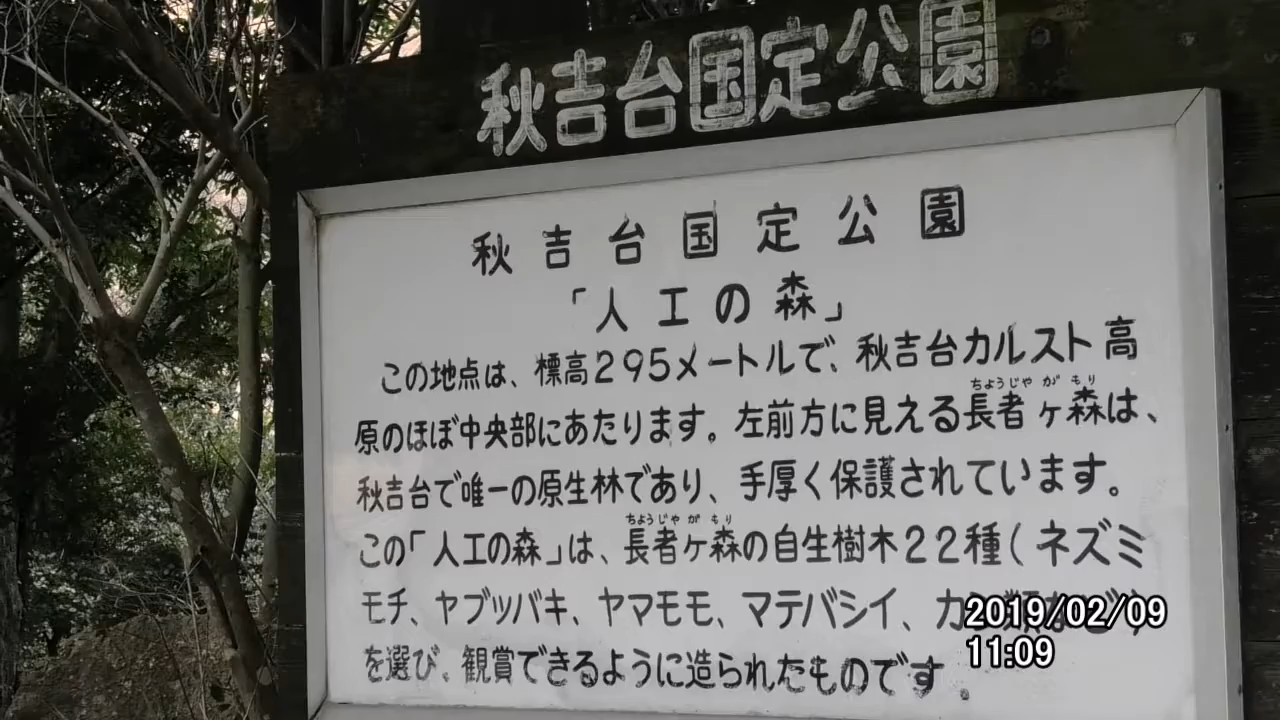 秋吉台国定公園
秋吉台国定公園
「人工の森」
この地点は、標高295メートルで、秋吉台カルスト高
ちょうじゃ が もり
原のほぼ中央部にあたります。左前方に見える長者ヶ森は、
秋吉台で唯一の原生林であり、手厚く保護されています。
ちょうじゃ が もり
この「人工の森」は、長者ヶ森の自生樹木22種(ネズミ
モチ、ヤブツバキ、ヤマモモ、マテバシイ、カ
を選び、観賞できるように造られたものです。
2019/02/09
11:09